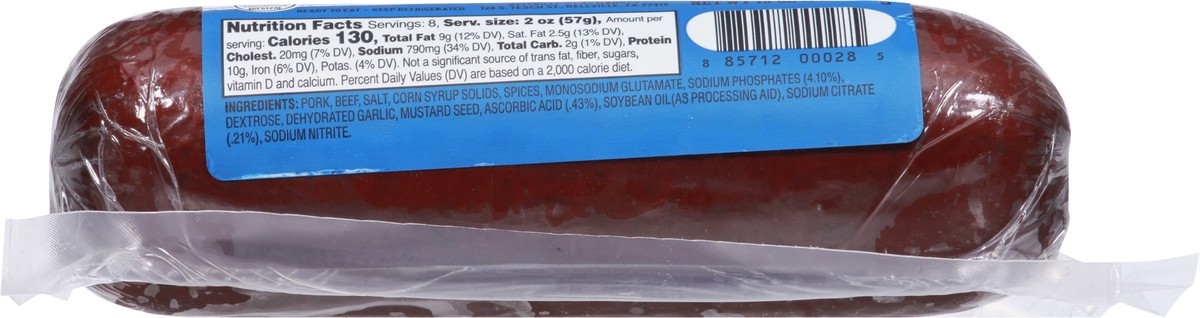 READY TO EAT - KEEP REFRIGERATED
Nutrition Facts Servings: 8, Serv. size: 2 oz (57g), Amount per
serving: Calories 130, Total Fat 9g (12% DV), Sat. Fat 2.5g (13% DV),
Cholest. 20mg (7% DV), Sodium 790mg (34% DV), Total Carb. 2g (1% DV), Protein
10g, Iron (6% DV), Potas. (4% DV). Not a significant source of trans fat, fiber, sugars,
vitamin D and calcium. Percent Daily Values (DV) are based on a 2,000 calorie diet.
8 85712 00028 5
INGREDIENTS: PORK, BEEF, SALT, CORN SYRUP SOLIDS, SPICES, MONOSODIUM GLUTAMATE, SODIUM PHOSPHATES (4.10%),
DEXTROSE, DEHYDRATED GARLIC, MUSTARD SEED, ASCORBIC ACID (.43%), SOYBEAN OIL(AS PROCESSING AID), SODIUM CITRATE
(.21%), SODIUM NITRITE.